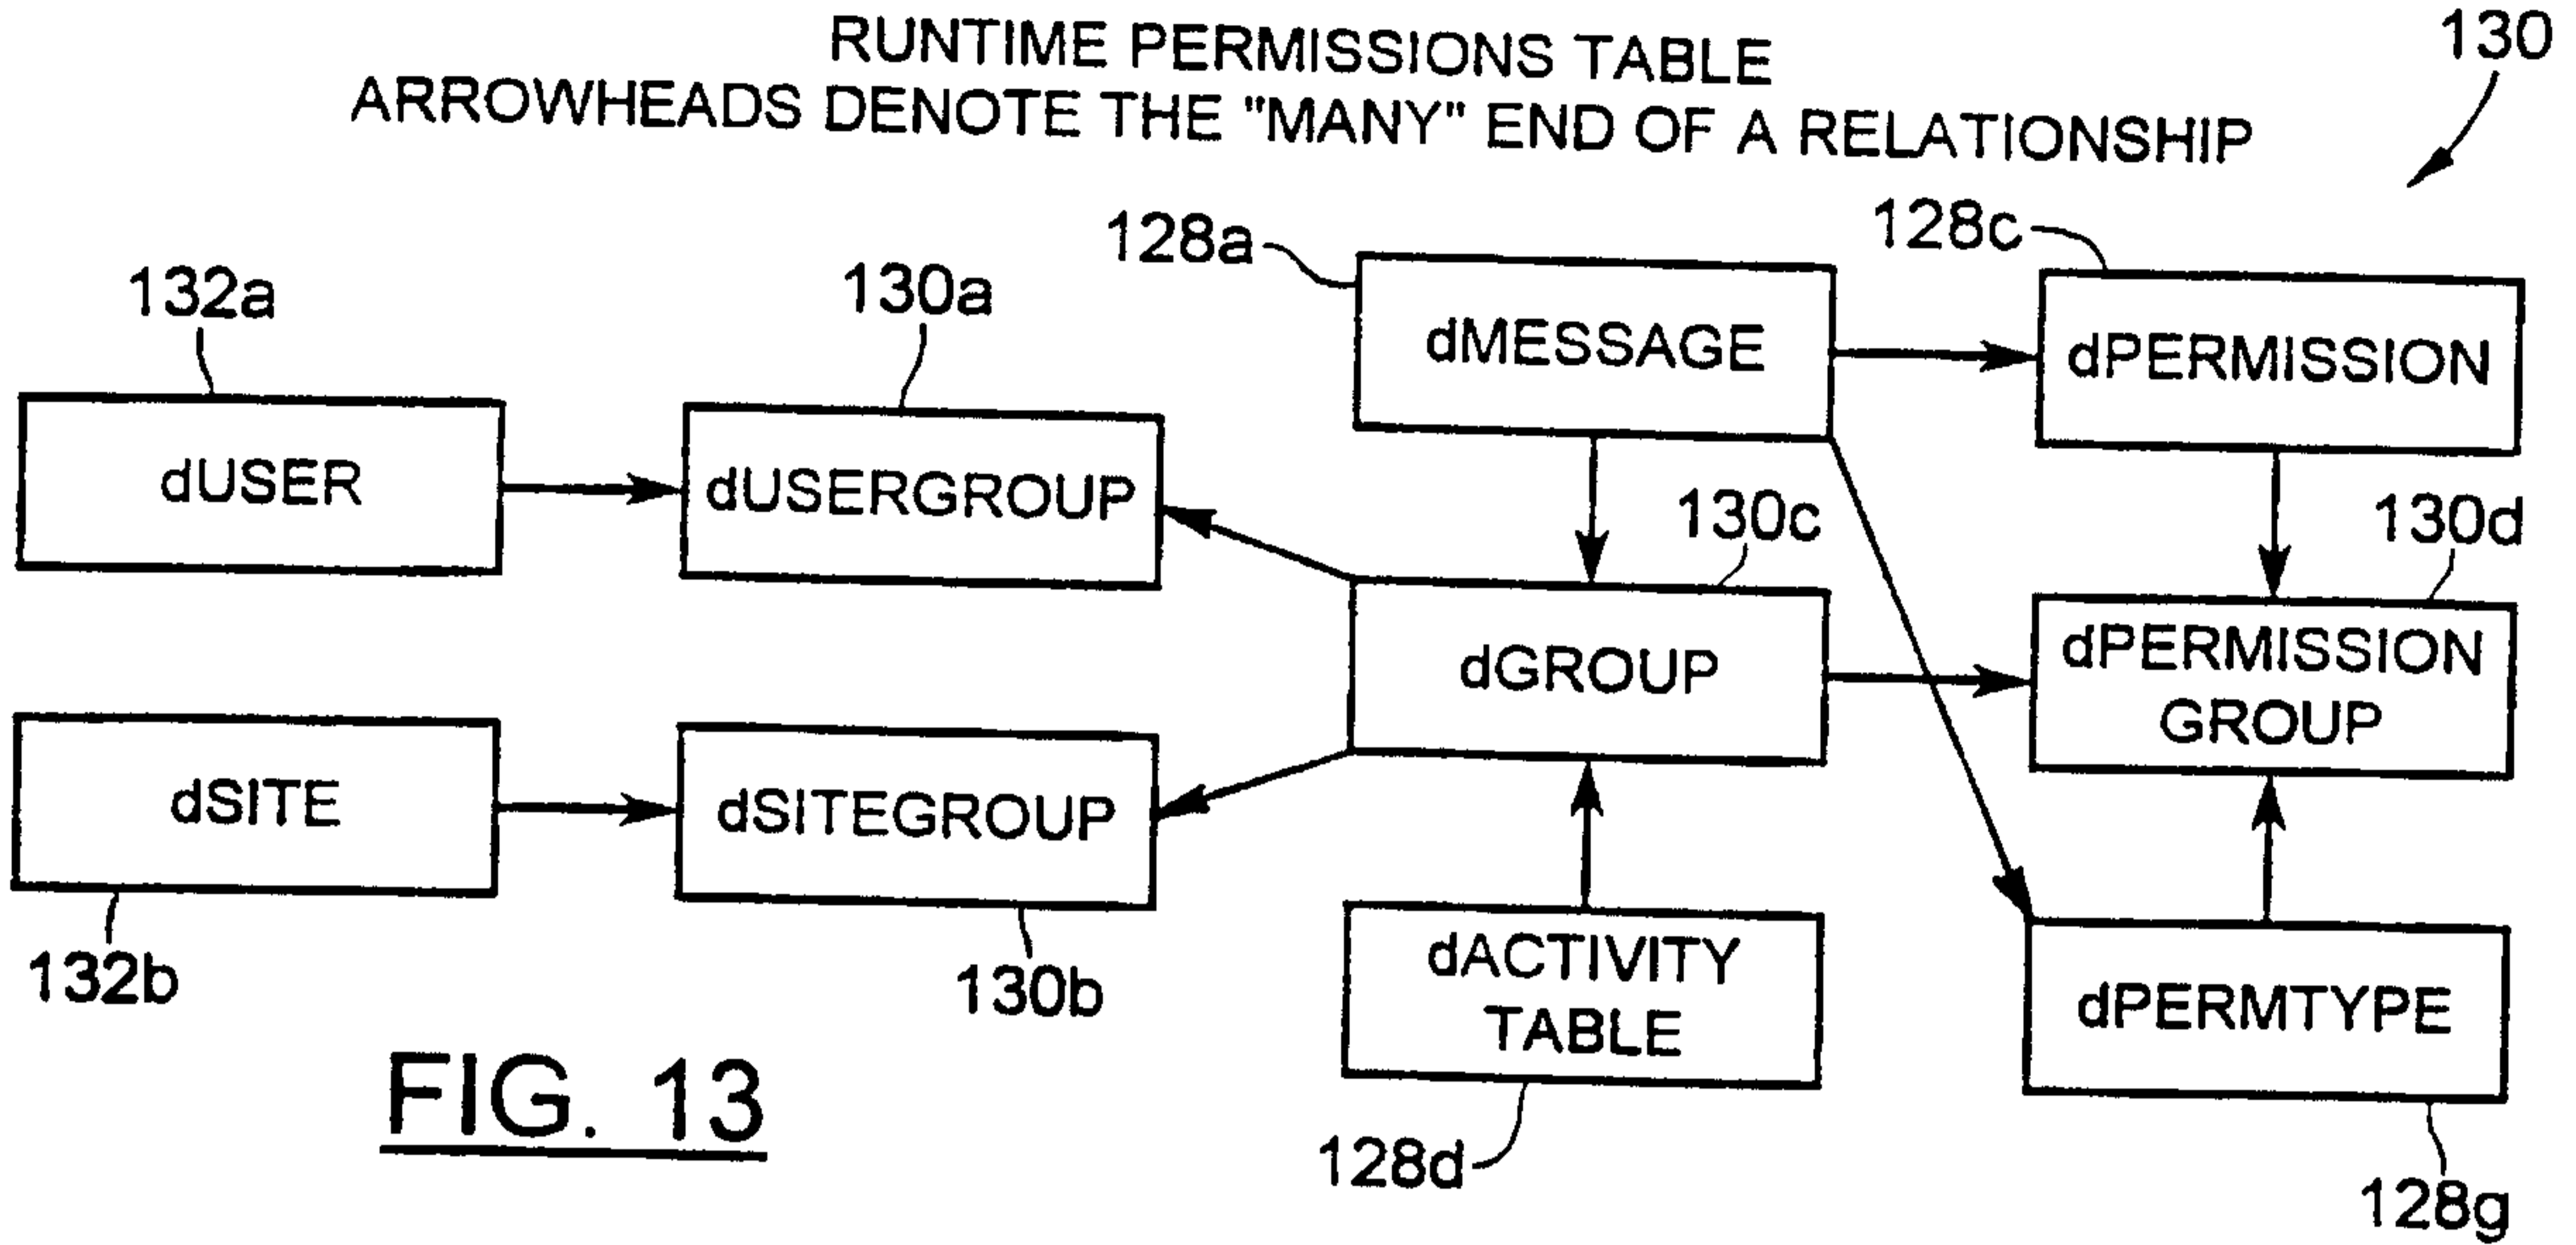 RUNTIME PERMISSIONS TABLE
130
ARROWHEADS DENOTE THE "MANY" END OF A RELATIONSHIP
128a
128c
132a
130a
dMESSAGE
dPERMISSION
dUSER
dUSERGROUP
130c
130d
dGROUP
dPERMISSION
GROUP
dSITE
dSITEGROUP
132b
130b
dACTIVITY
TABLE
dPERMTYPE
FIG. 13
128d
128g